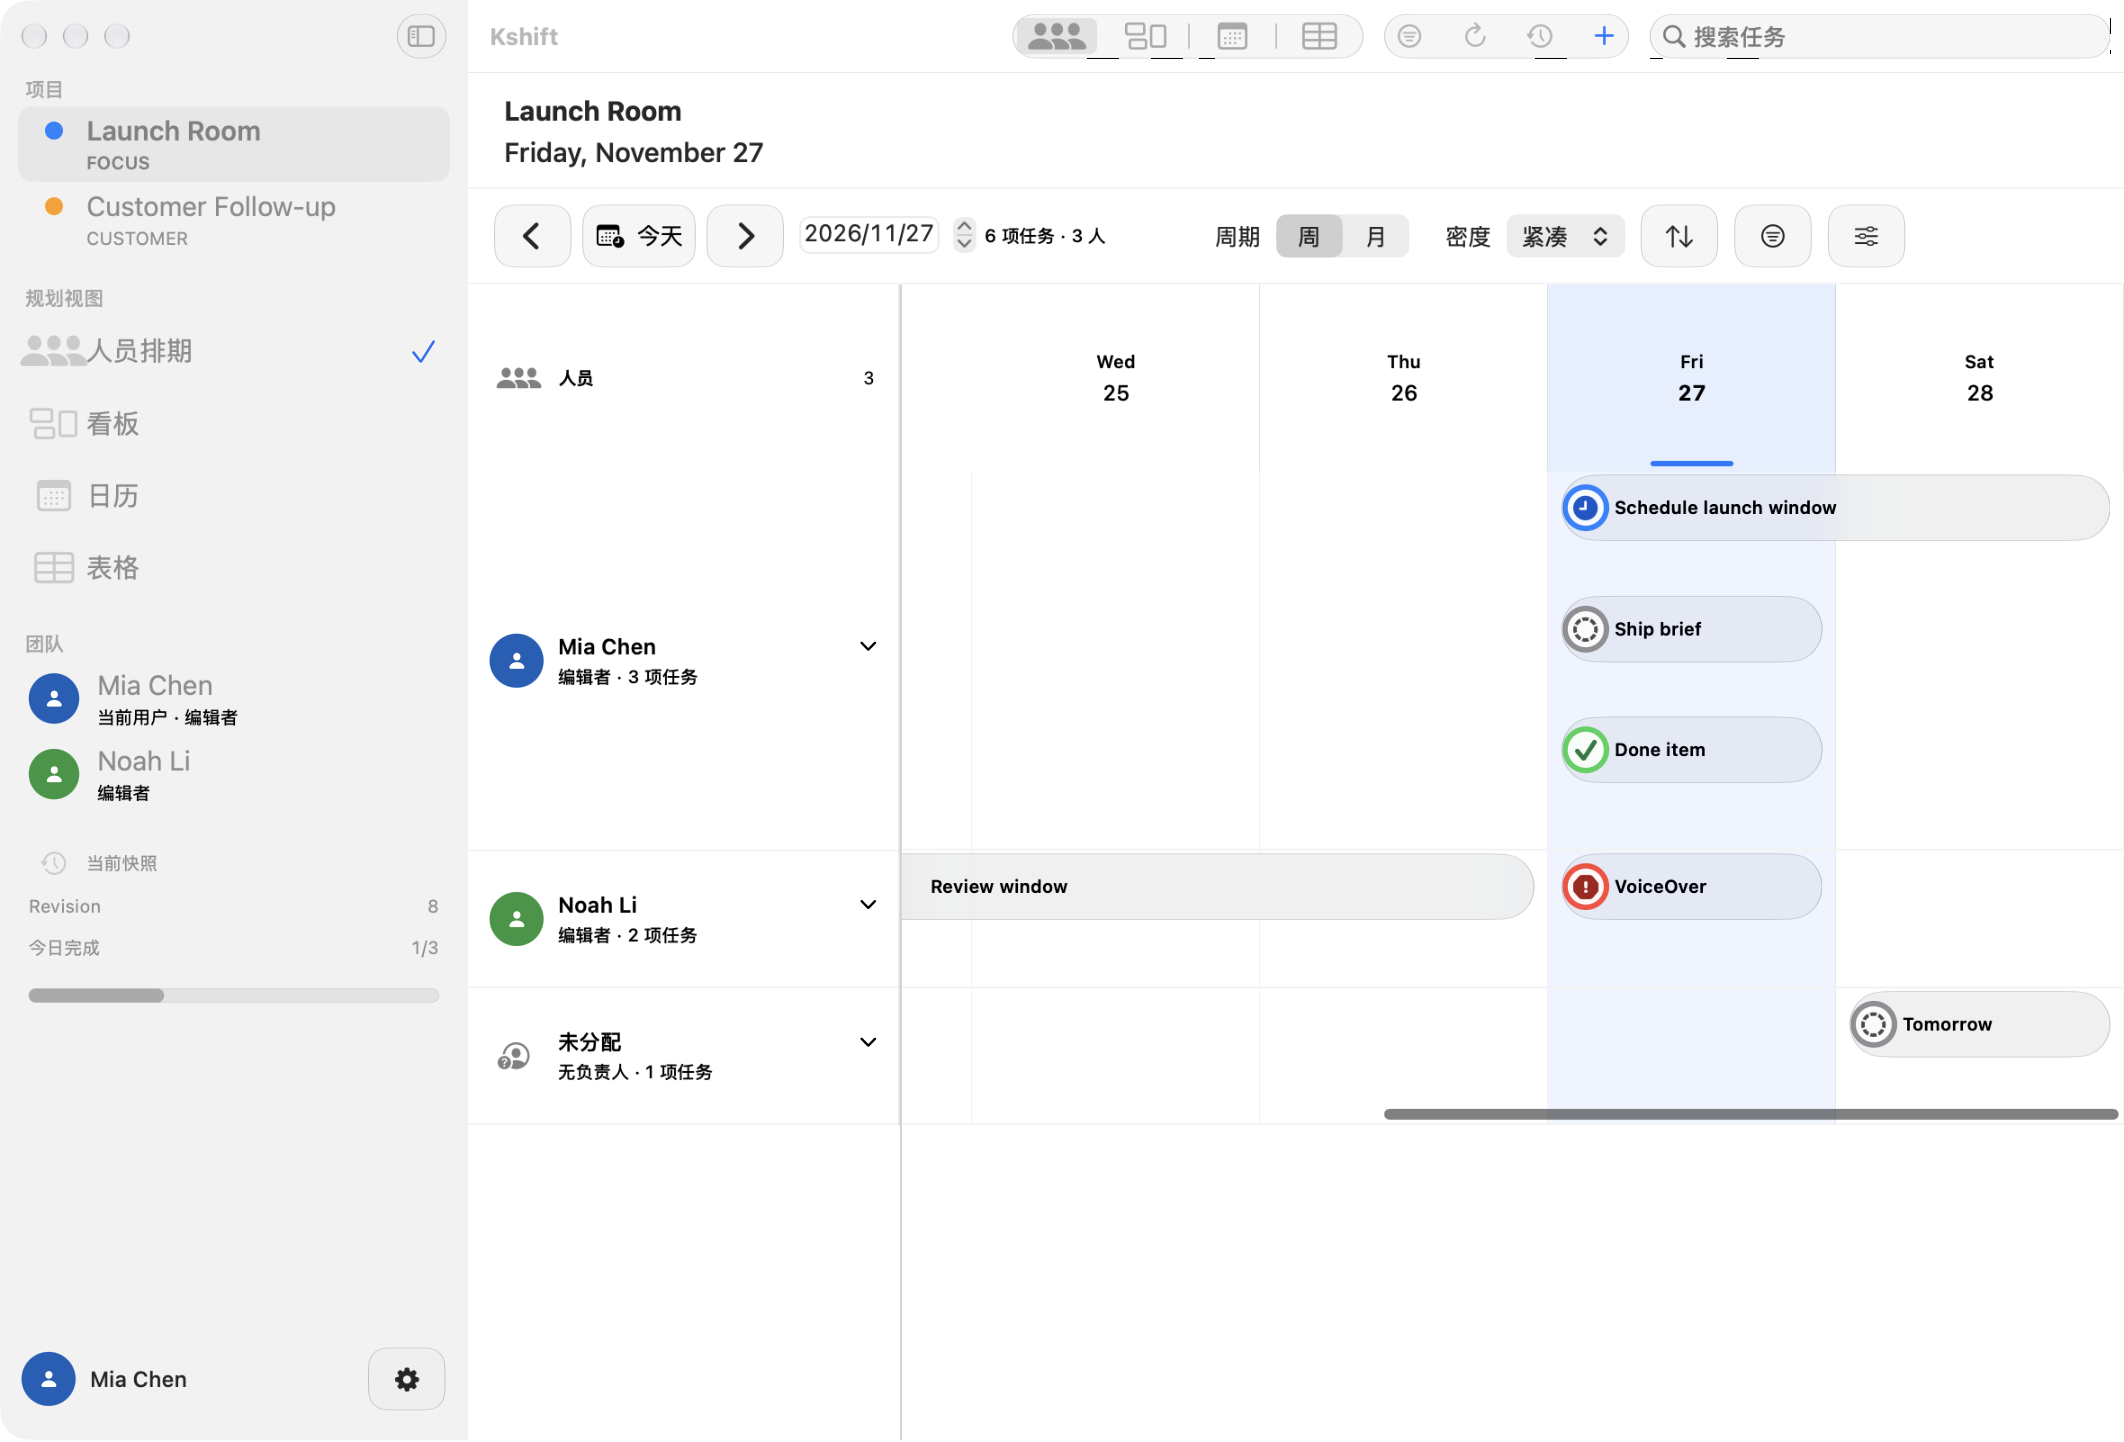 Kshift
搜索任务
项目
Launch Room
FOCUS
Customer Follow-up
CUSTOMER
规划视图
人员排期
看板
日历
表格
团队
Mia Chen
当前用户 · 编辑者
Noah Li
编辑者
当前快照
Revision 8
今日完成 1/3
Mia Chen
Launch Room
Friday, November 27
今天 2026/11/27 6 项任务 · 3 人 周期 周 月 密度 紧凑
人员 3
Wed 25
Thu 26
Fri 27
Sat 28
Schedule launch window
Ship brief
Mia Chen
编辑者 · 3 项任务
Done item
Noah Li
编辑者 · 2 项任务
Review window
VoiceOver
未分配
无负责人 · 1 项任务
Tomorrow